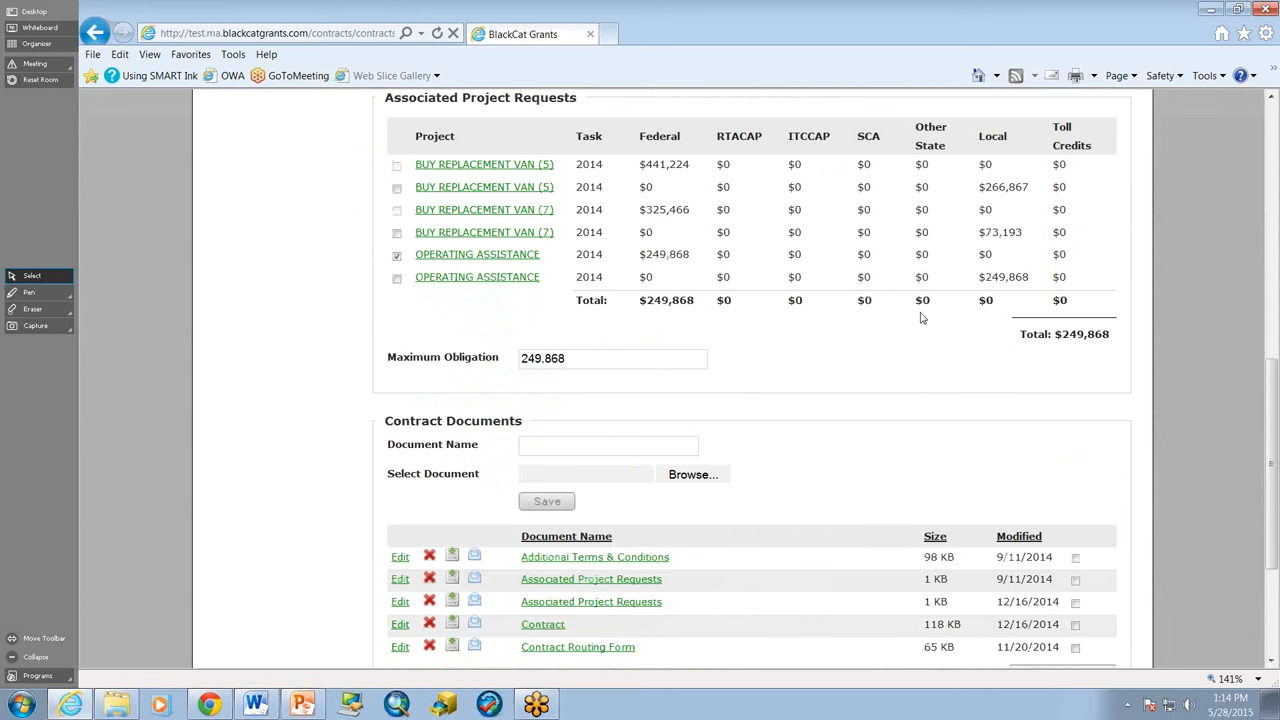 Desktop
Whiteboard
Organizer
Meeting
Reset Room
Select
Pen
Eraser
Capture
Move Toolbar
Collapse
Programs
http://test.ma.blackcatgrants.com/contracts/contracts
BlackCat Grants
File Edit View Favorites Tools Help
Using SMART Ink OWA GoToMeeting Web Slice Gallery
Page Safety Tools
Associated Project Requests
Project Task Federal RTACAP ITCCAP SCA Other State Local Toll Credits
BUY REPLACEMENT VAN (5) 2014 $441,224 $0 $0 $0 $0 $0 $0
BUY REPLACEMENT VAN (5) 2014 $0 $0 $0 $0 $0 $266,867 $0
BUY REPLACEMENT VAN (7) 2014 $325,466 $0 $0 $0 $0 $0 $0
BUY REPLACEMENT VAN (7) 2014 $0 $0 $0 $0 $0 $73,193 $0
OPERATING ASSISTANCE 2014 $249,868 $0 $0 $0 $0 $0 $0
OPERATING ASSISTANCE 2014 $0 $0 $0 $0 $0 $249,868 $0
Total: $249,868 $0 $0 $0 $0 $0 $0
Total: $249,868
Maximum Obligation 249.868
Contract Documents
Document Name
Select Document Browse...
Save
Document Name Size Modified
Edit Additional Terms & Conditions 98 KB 9/11/2014
Edit Associated Project Requests 1 KB 9/11/2014
Edit Associated Project Requests 1 KB 12/16/2014
Edit Contract 118 KB 12/16/2014
Edit Contract Routing Form 65 KB 11/20/2014
141%
1:14 PM
5/28/2015